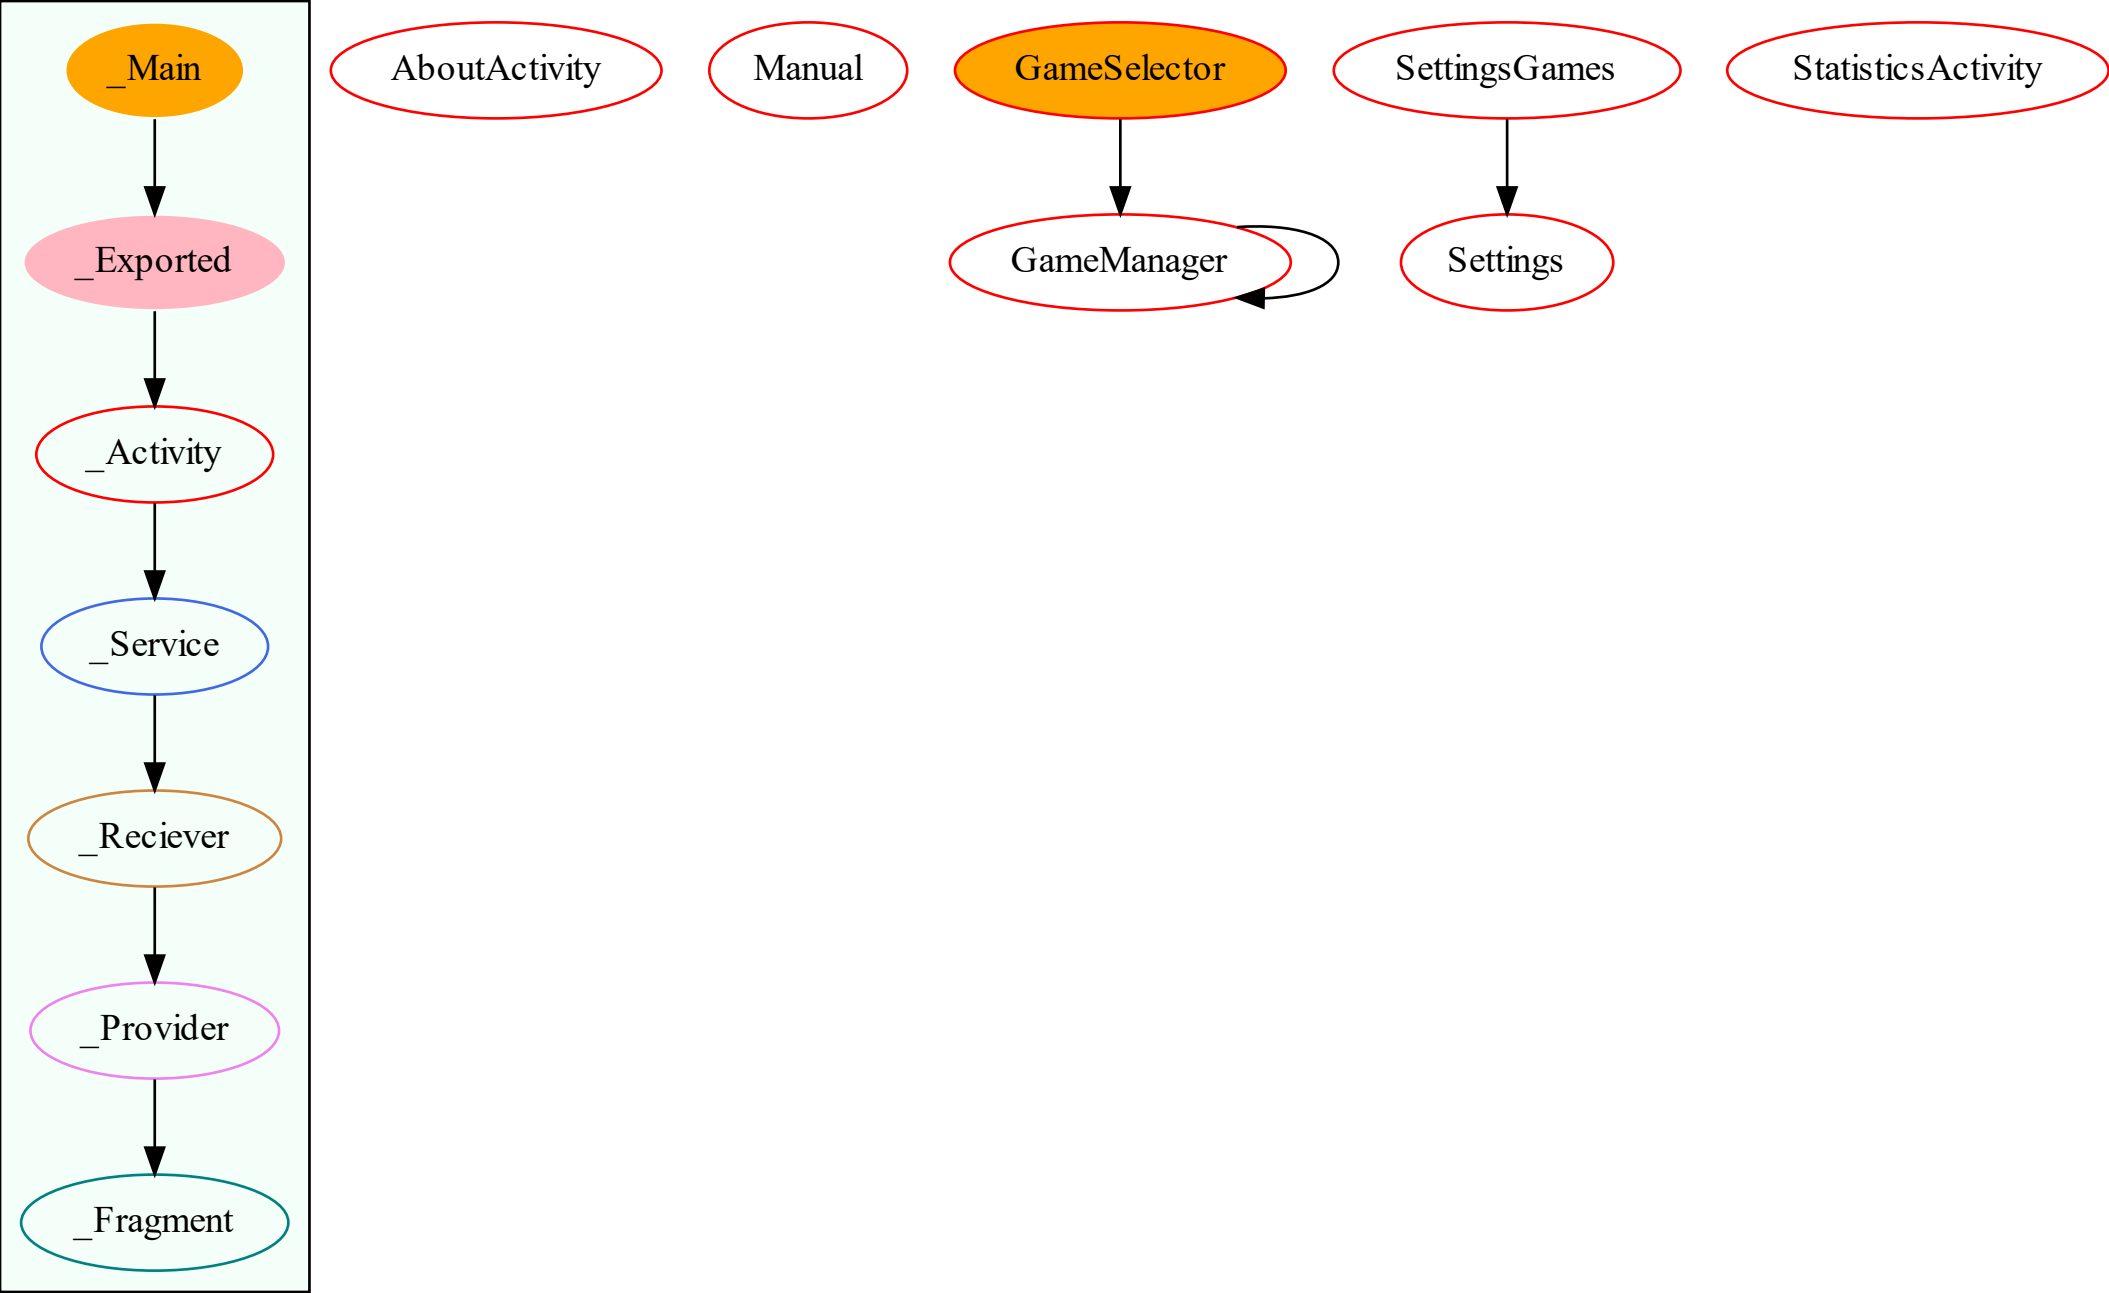 _Main
AboutActivity
Manual
GameSelector
SettingsGames
StatisticsActivity
_Exported
GameManager
Settings
_Activity
_Service
_Reciever
_Provider
_Fragment